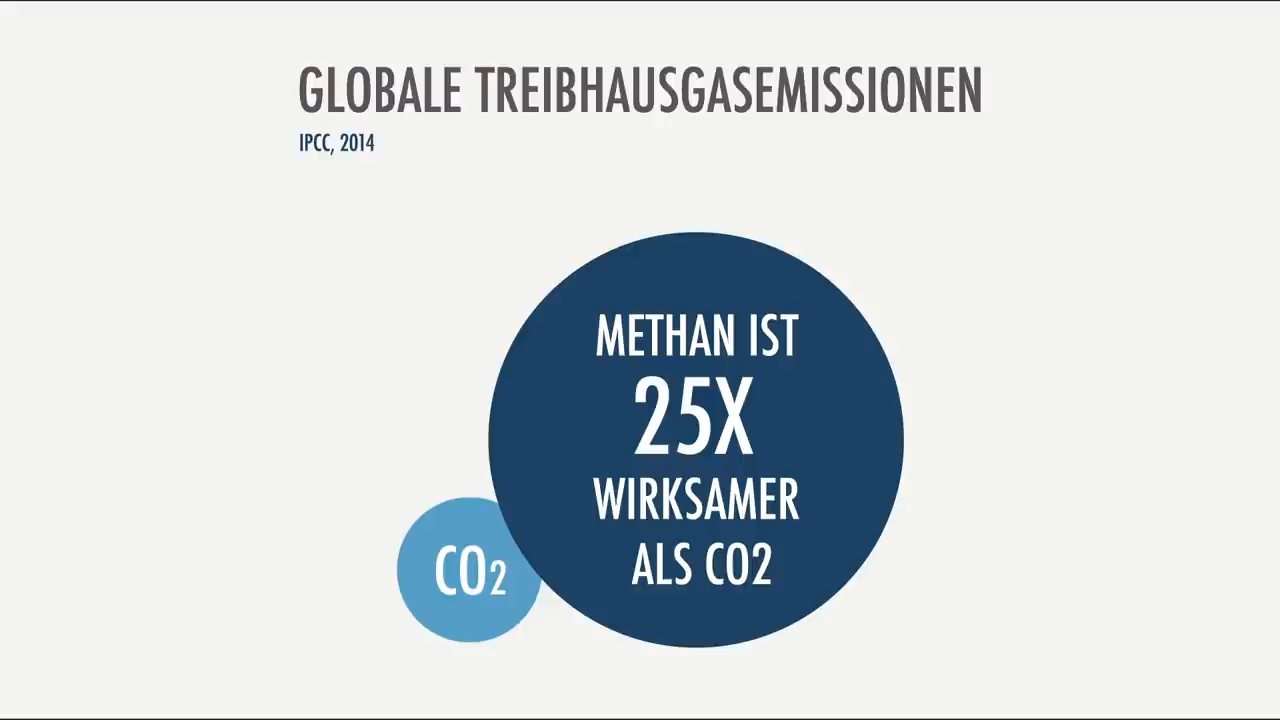 GLOBALE TREIBHAUSGASEMISSIONEN
IPCC, 2014
METHAN IST
25X
WIRKSAMER
ALS CO2
CO2